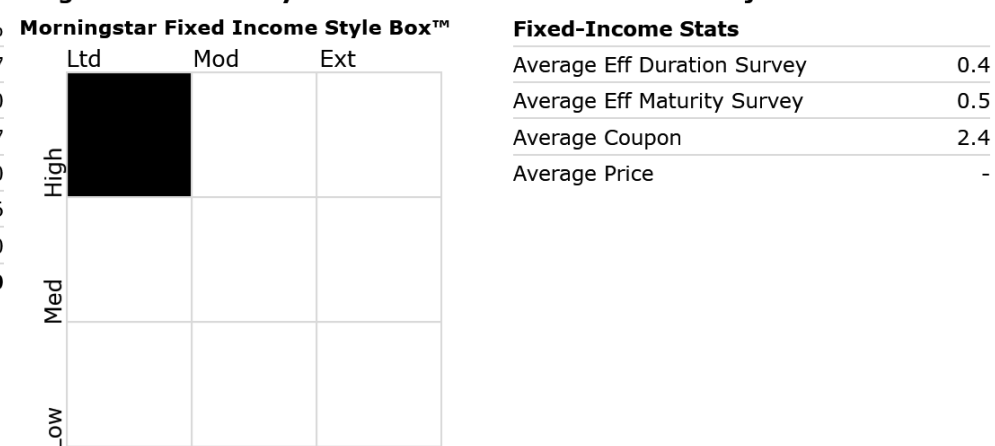 Morningstar Fixed Income Style Box™
Ltd Mod Ext
High
Med
Fixed-Income Stats
Average Eff Duration Survey 0.4
Average Eff Maturity Survey 0.5
Average Coupon 2.4
Average Price -